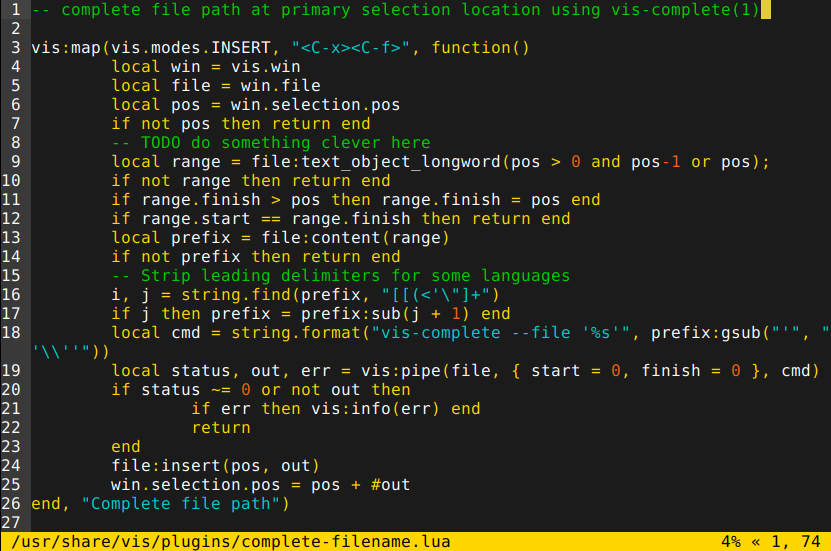 1 -- complete file path at primary selection location using vis-complete(1)
2
3 vis:map(vis.modes.INSERT, "<C-x><C-f>", function()
4         local win = vis.win
5         local file = win.file
6         local pos = win.selection.pos
7         if not pos then return end
8         -- TODO do something clever here
9         local range = file:text_object_longword(pos > 0 and pos-1 or pos);
10         if not range then return end
11         if range.finish > pos then range.finish = pos end
12         if range.start == range.finish then return end
13         local prefix = file:content(range)
14         if not prefix then return end
15         -- Strip leading delimiters for some languages
16         i, j = string.find(prefix, "[[(<'\"]+")
17         if j then prefix = prefix:sub(j + 1) end
18         local cmd = string.format("vis-complete --file '%s'", prefix:gsub("'", "
'\\''"))
19         local status, out, err = vis:pipe(file, { start = 0, finish = 0 }, cmd)
20         if status ~= 0 or not out then
21                 if err then vis:info(err) end
22                 return
23         end
24         file:insert(pos, out)
25         win.selection.pos = pos + #out
26 end, "Complete file path")
27
/usr/share/vis/plugins/complete-filename.lua 4% « 1, 74